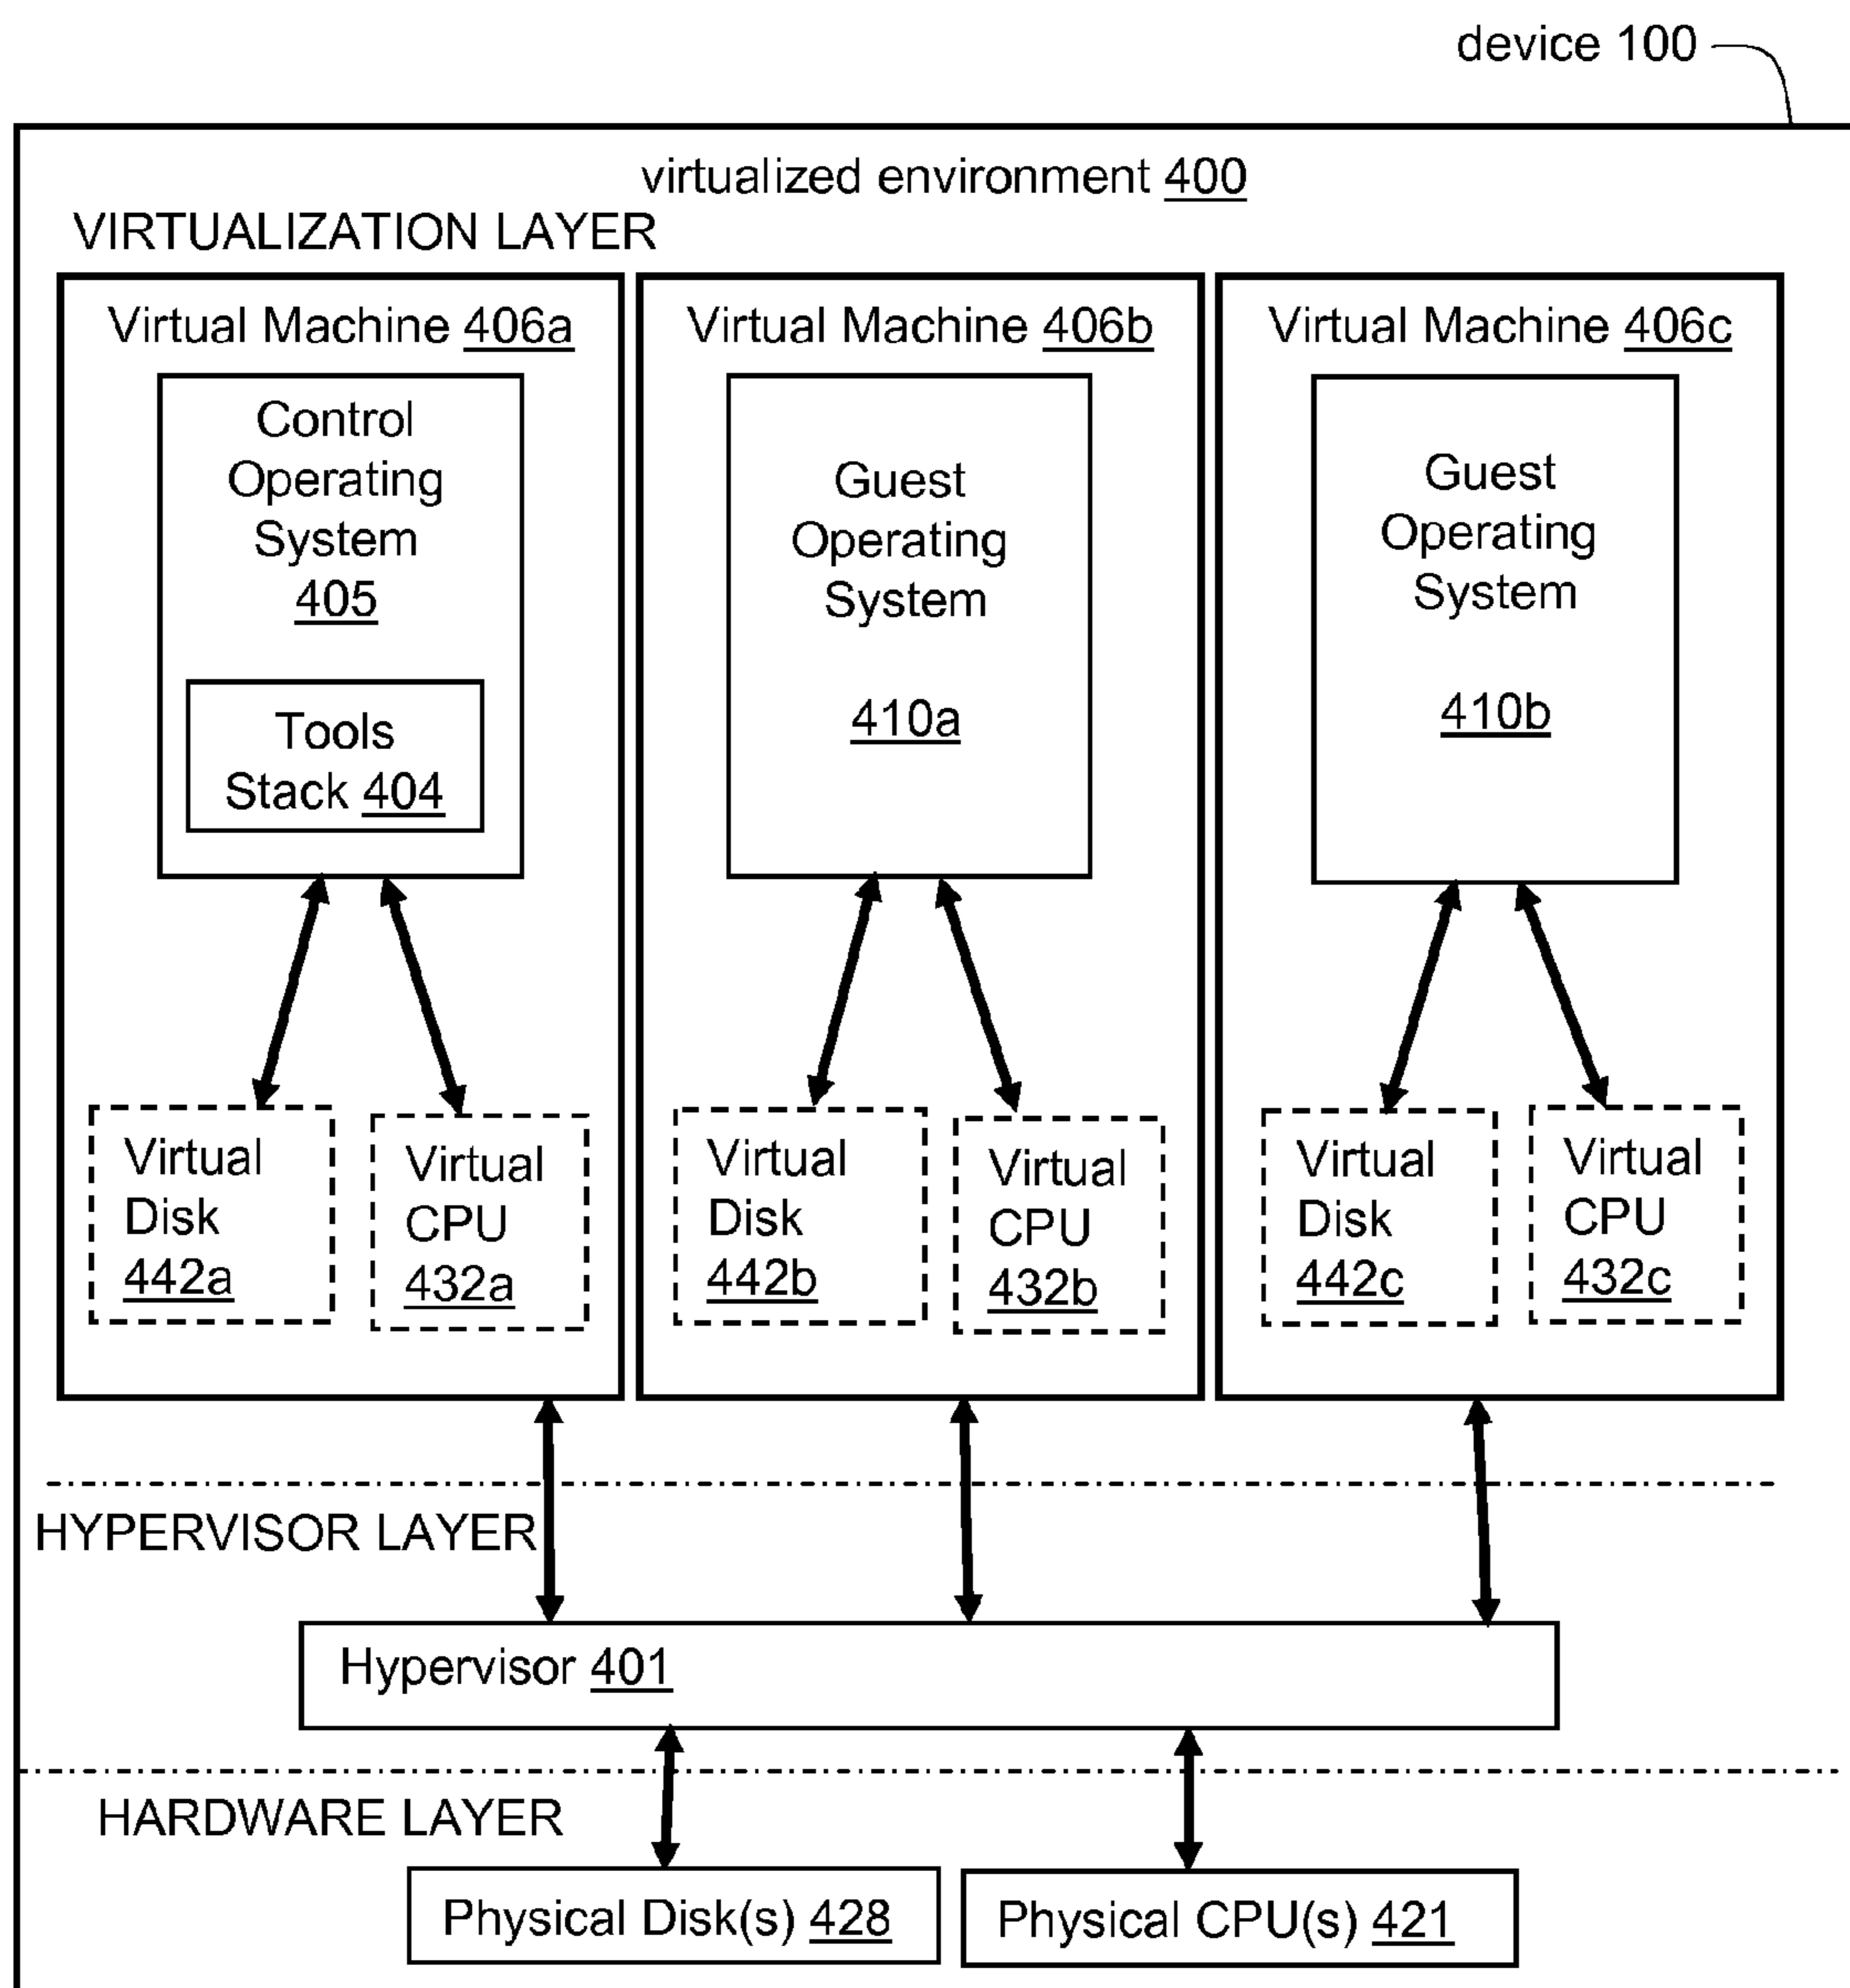 device 100
virtualized environment 400
VIRTUALIZATION LAYER
Virtual Machine 406a
Control
Operating
System
405
Tools
Stack 404
Virtual
Disk
442a
Virtual
CPU
432a
Virtual Machine 406b
Guest
Operating
System
410a
Virtual
Disk
442b
Virtual
CPU
432b
Virtual Machine 406c
Guest
Operating
System
410b
Virtual
Disk
442c
Virtual
CPU
432c
HYPERVISOR LAYER
Hypervisor 401
HARDWARE LAYER
Physical Disk(s) 428
Physical CPU(s) 421